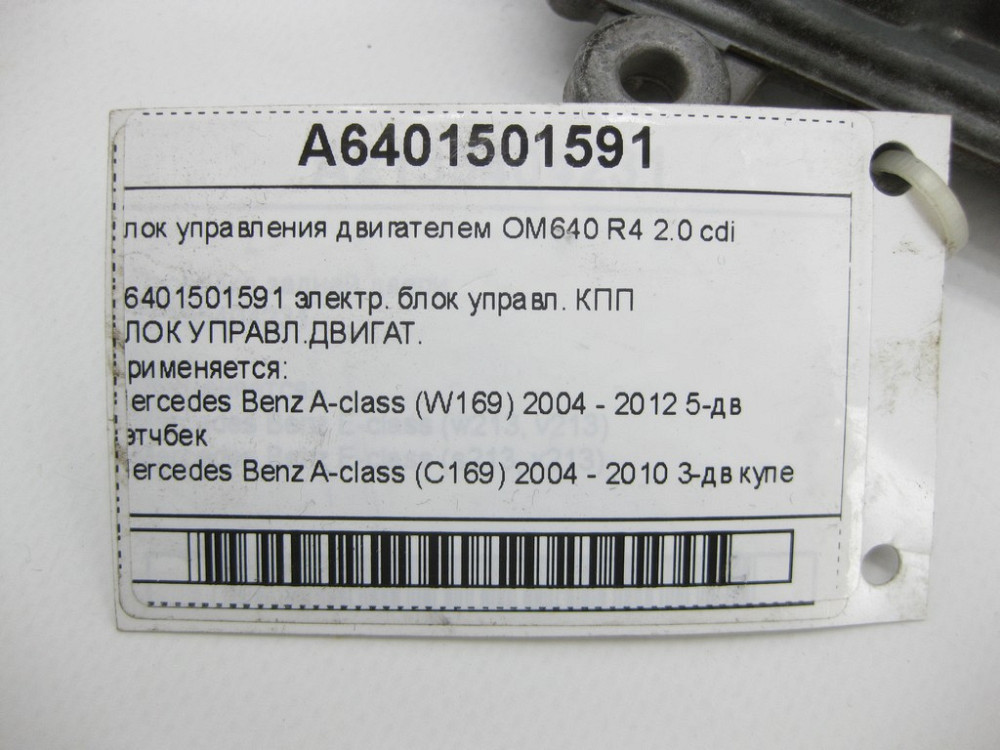 A6401501591
лок управления двигателем OM640 R4 2.0 cdi
6401501591 электр. блок управл. КПП
ЛОК УПРАВЛ.ДВИГАТ.
рименяется:
ercedes Benz A-class (W169) 2004 - 2012 5-дв
этчбек
ercedes Benz A-class (C169) 2004 - 2010 3-дв купе